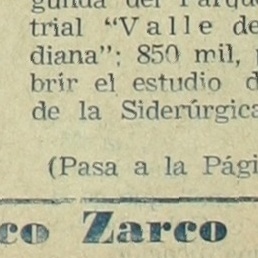 gunda del Parque
trial “Valle de
diana”; 850 mil,
brir el estudio d
de la Siderúrgica
(Pasa a la Pági
co Zarco